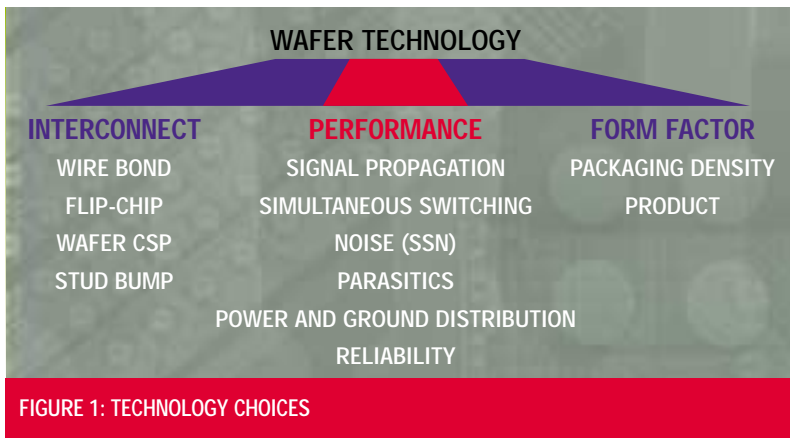 WAFER TECHNOLOGY
INTERCONNECT
WIRE BOND
FLIP-CHIP
WAFER CSP
STUD BUMP
PERFORMANCE
SIGNAL PROPAGATION
SIMULTANEOUS SWITCHING
NOISE (SSN)
PARASITICS
POWER AND GROUND DISTRIBUTION
RELIABILITY
FORM FACTOR
PACKAGING DENSITY
PRODUCT
FIGURE 1: TECHNOLOGY CHOICES